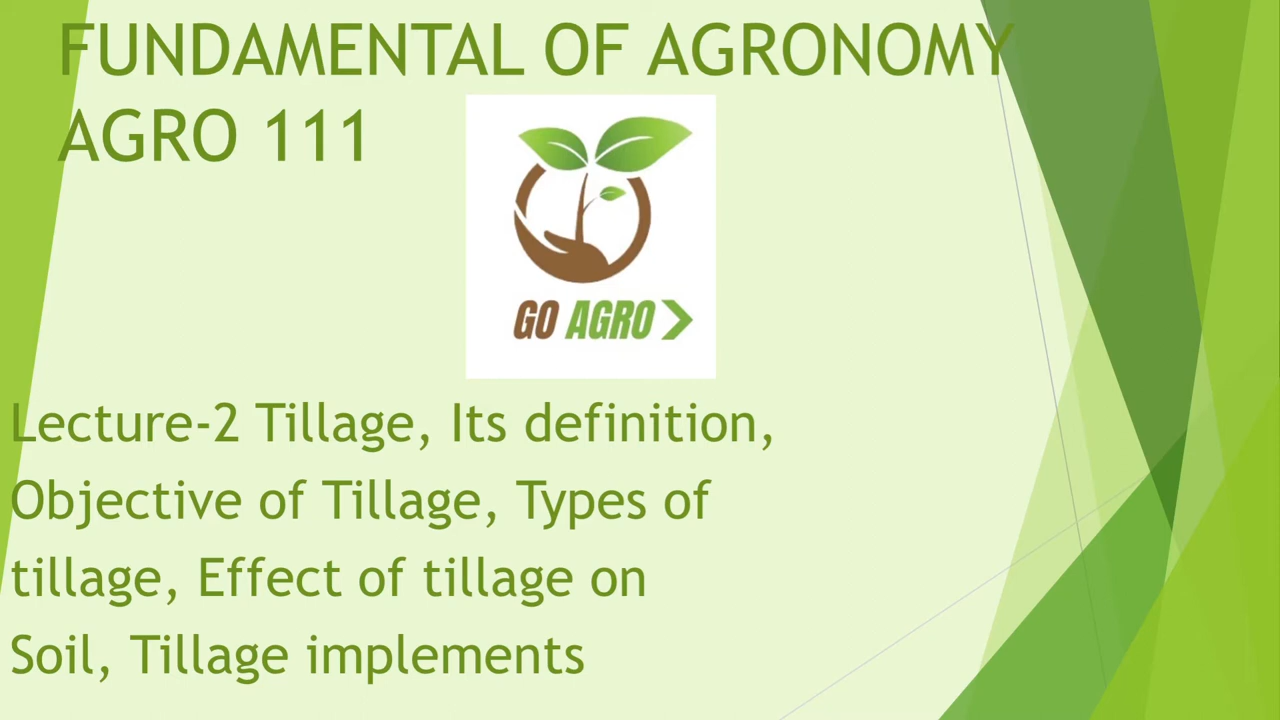 FUNDAMENTAL OF AGRONOMY
AGRO 111
GO AGRO
Lecture-2 Tillage, Its definition,
Objective of Tillage, Types of
tillage, Effect of tillage on
Soil, Tillage implements